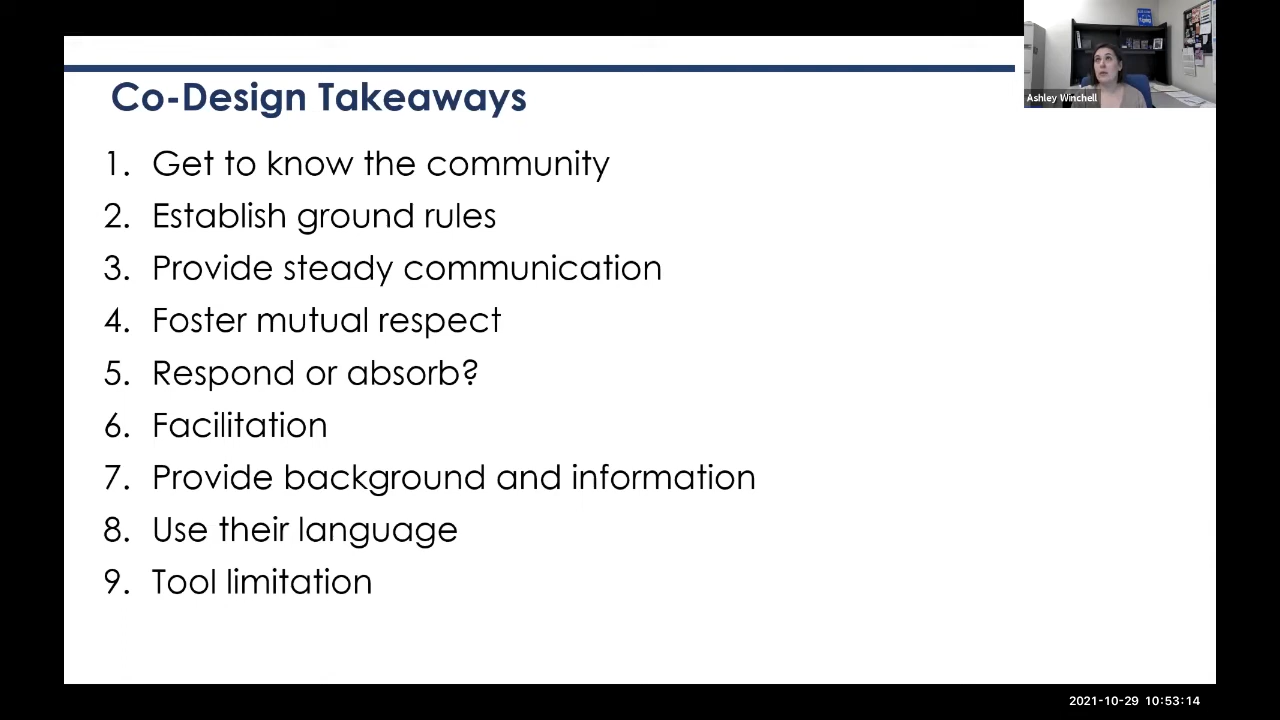 Co-Design Takeaways
Ashley Winchell
1. Get to know the community
2. Establish ground rules
3. Provide steady communication
4. Foster mutual respect
5. Respond or absorb?
6. Facilitation
7. Provide background and information
8. Use their language
9. Tool limitation
2021-10-29 10:53:14